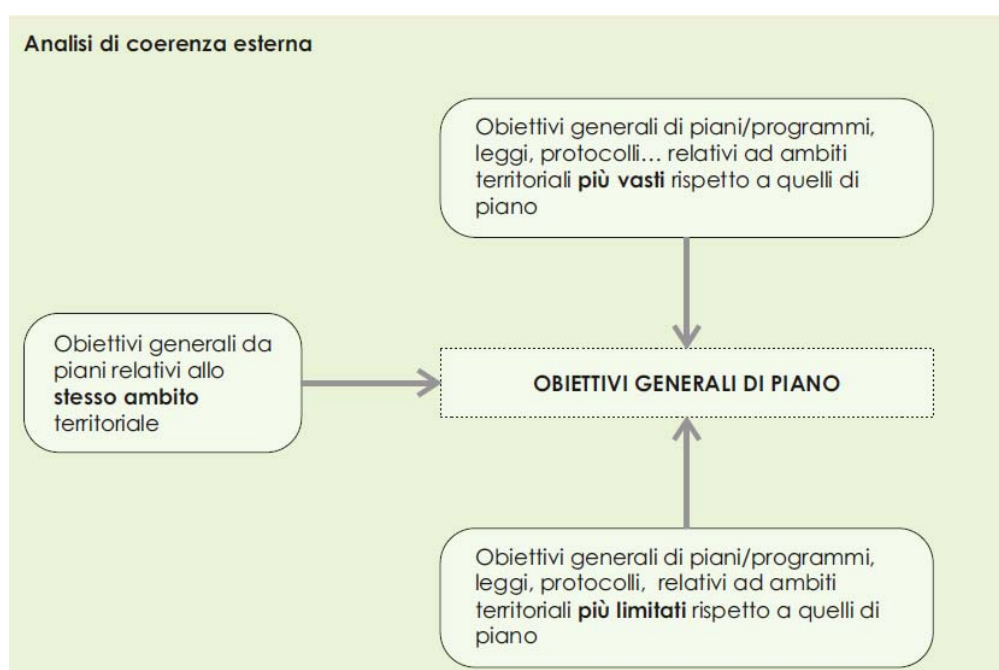 Analisi di coerenza esterna
Obiettivi generali di piani/programmi,
leggi, protocolli... relativi ad ambiti
territoriali più vasti rispetto a quelli di
piano
Obiettivi generali da
piani relativi allo
stesso ambito
territoriale
OBIETTIVI GENERALI DI PIANO
Obiettivi generali di piani/programmi,
leggi, protocolli, relativi ad ambiti
territoriali più limitati rispetto a quelli di
piano